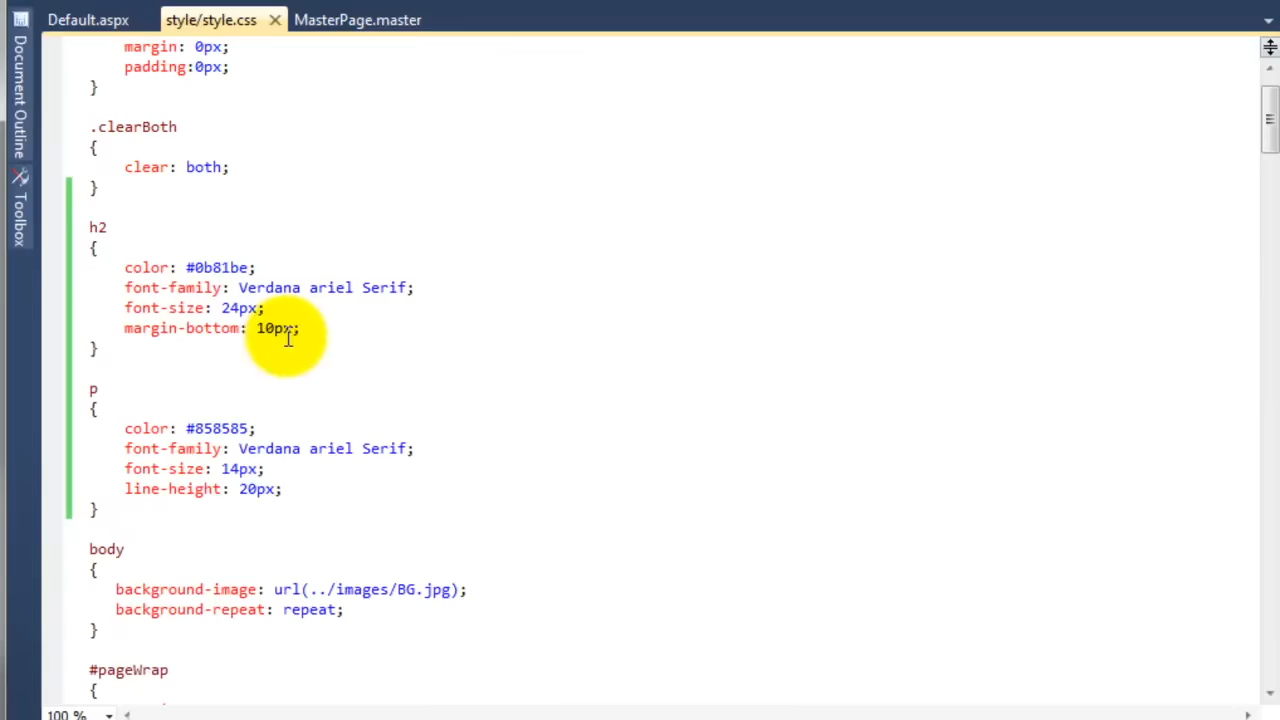 Default.aspx style/style.css MasterPage.master
Document Outline
Toolbox
margin: 0px;
padding:0px;
}
.clearBoth
{
clear: both;
}
h2
{
color: #0b81be;
font-family: Verdana ariel Serif;
font-size: 24px;
margin-bottom: 10px;
}
p
{
color: #858585;
font-family: Verdana ariel Serif;
font-size: 14px;
line-height: 20px;
}
body
{
background-image: url(../images/BG.jpg);
background-repeat: repeat;
}
#pageWrap
{
100 %